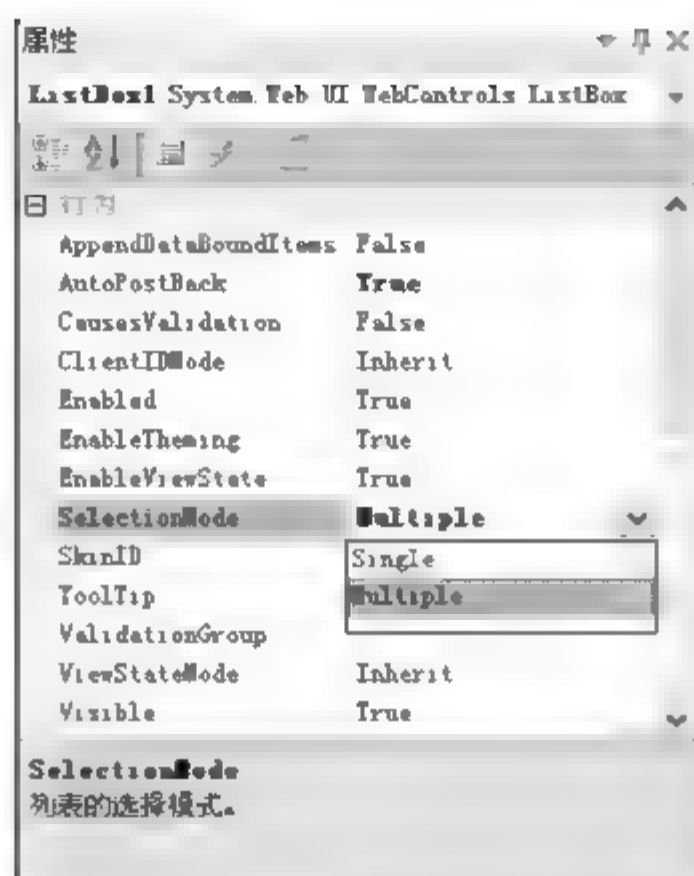 属性
ListBox1 System.Web.UI.WebControls.ListBox
行为
AppendDataBoundItems False
AutoPostBack True
CausesValidation False
ClientIDMode Inherit
Enabled True
EnableTheming True
EnableViewState True
SelectionMode Multiple
SkinID
Single
ToolTip
Multiple
ValidationGroup
ViewStateMode Inherit
Visible True
SelectionMode
列表的选择模式。